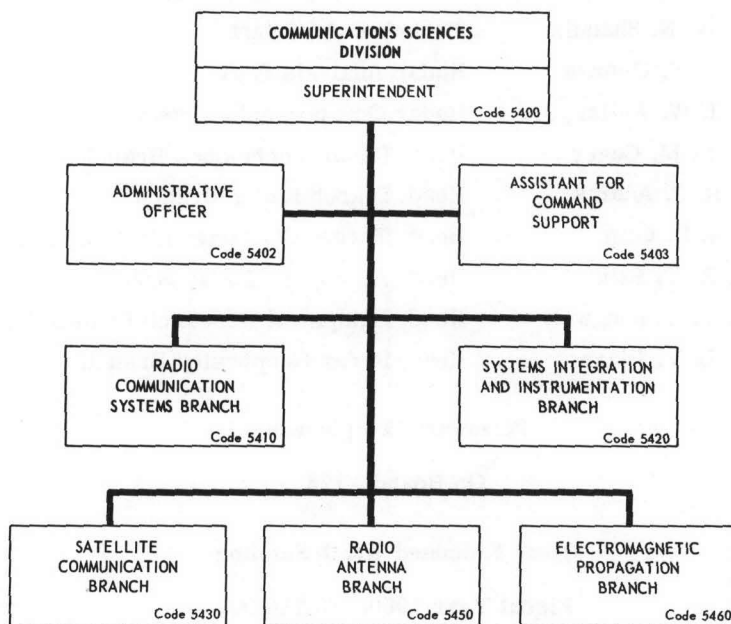 COMMUNICATIONS SCIENCES
DIVISION
SUPERINTENDENT
Code 5400
ADMINISTRATIVE
OFFICER
Code 5402
ASSISTANT FOR
COMMAND
SUPPORT
Code 5403
RADIO
COMMUNICATION
SYSTEMS BRANCH
Code 5410
SYSTEMS INTEGRATION
AND INSTRUMENTATION
BRANCH
Code 5420
SATELLITE
COMMUNICATION
BRANCH
Code 5430
RADIO
ANTENNA
BRANCH
Code 5450
ELECTROMAGNETIC
PROPAGATION
BRANCH
Code 5460